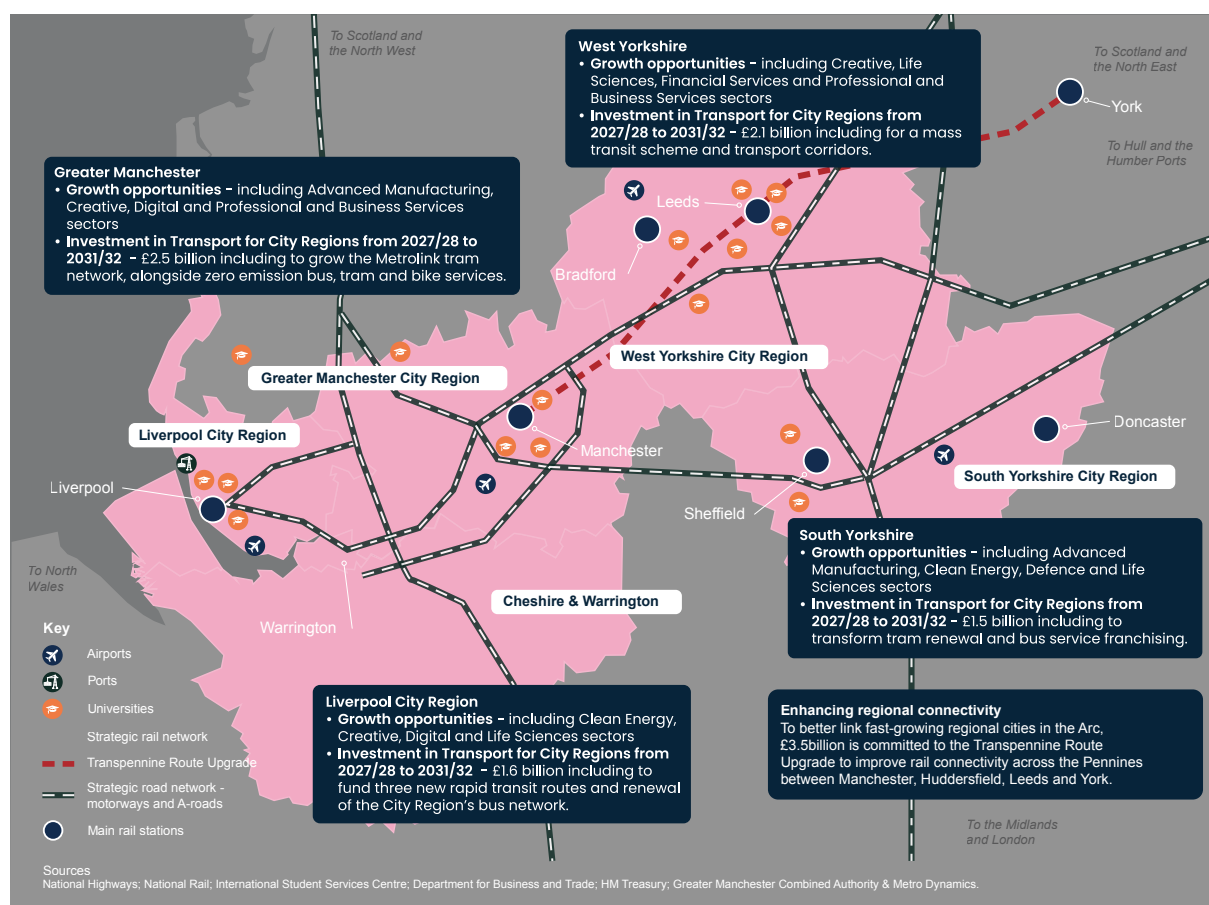 To Scotland and
the North West
West Yorkshire
• Growth opportunities - including Creative, Life
Sciences, Financial Services and Professional and
Business Services sectors
• Investment in Transport for City Regions from
2027/28 to 2031/32 - £2.1 billion including for a mass
transit scheme and transport corridors.
To Scotland and
the North East
York
To Hull and the
Humber Ports
Greater Manchester
• Growth opportunities - including Advanced Manufacturing,
Creative, Digital and Professional and Business Services
sectors
• Investment in Transport for City Regions from 2027/28 to
2031/32 - £2.5 billion including to grow the Metrolink tram
network, alongside zero emission bus, tram and bike services.
Leeds
Bradford
West Yorkshire City Region
Greater Manchester City Region
Liverpool City Region
Manchester
Doncaster
South Yorkshire City Region
Liverpool
Sheffield
South Yorkshire
• Growth opportunities - including Advanced
Manufacturing, Clean Energy, Defence and Life
Sciences sectors
• Investment in Transport for City Regions from
2027/28 to 2031/32 - £1.5 billion including to
transform tram renewal and bus service franchising.
To North
Wales
Cheshire & Warrington
Warrington
Key
Airports
Ports
Universities
Strategic rail network
Transpennine Route Upgrade
Strategic road network -
motorways and A-roads
Main rail stations
Liverpool City Region
• Growth opportunities - including Clean Energy,
Creative, Digital and Life Sciences sectors
• Investment in Transport for City Regions from
2027/28 to 2031/32 - £1.6 billion including to
fund three new rapid transit routes and renewal
of the City Region's bus network.
Enhancing regional connectivity
To better link fast-growing regional cities in the Arc,
£3.5billion is committed to the Transpennine Route
Upgrade to improve rail connectivity across the Pennines
between Manchester, Huddersfield, Leeds and York.
To the Midlands
and London
Sources
National Highways; National Rail; International Student Services Centre; Department for Business and Trade; HM Treasury; Greater Manchester Combined Authority & Metro Dynamics.